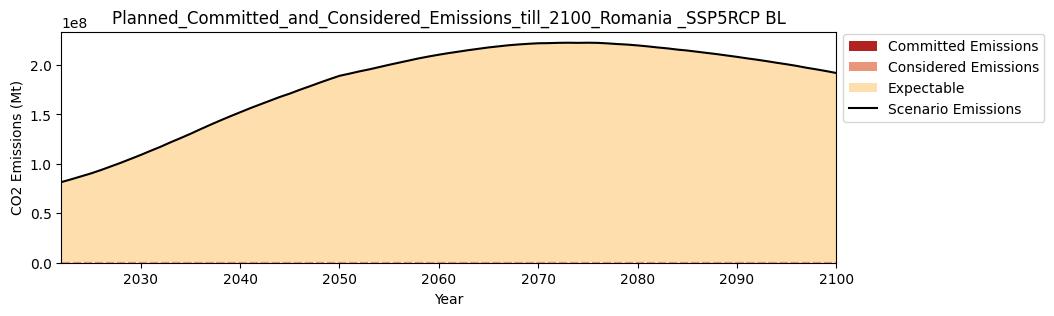 Planned_Committed_and_Considered_Emissions_till_2100_Romania _SSP5RCP BL
1e8
2.0
1.5
1.0
0.5
0.0
CO2 Emissions (Mt)
2030 2040 2050 2060 2070 2080 2090 2100
Year
Committed Emissions
Considered Emissions
Expectable
Scenario Emissions